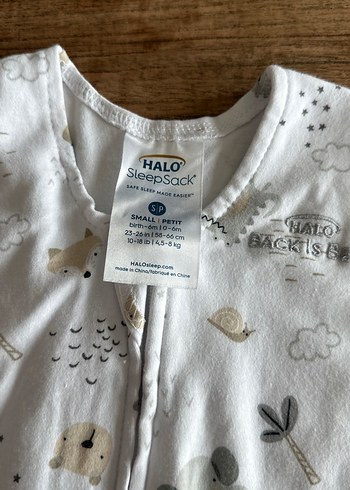 HALO®
SleepSack®
SAFE SLEEP MADE EASIER®
S/P
SMALL | PETIT
birth-6m | 0-6m
23-26 in | 58-66 cm
10-18 lb | 4,5-8 kg
HALOsleep.com
made in China/fabriqué en Chine
HALO
BACK IS